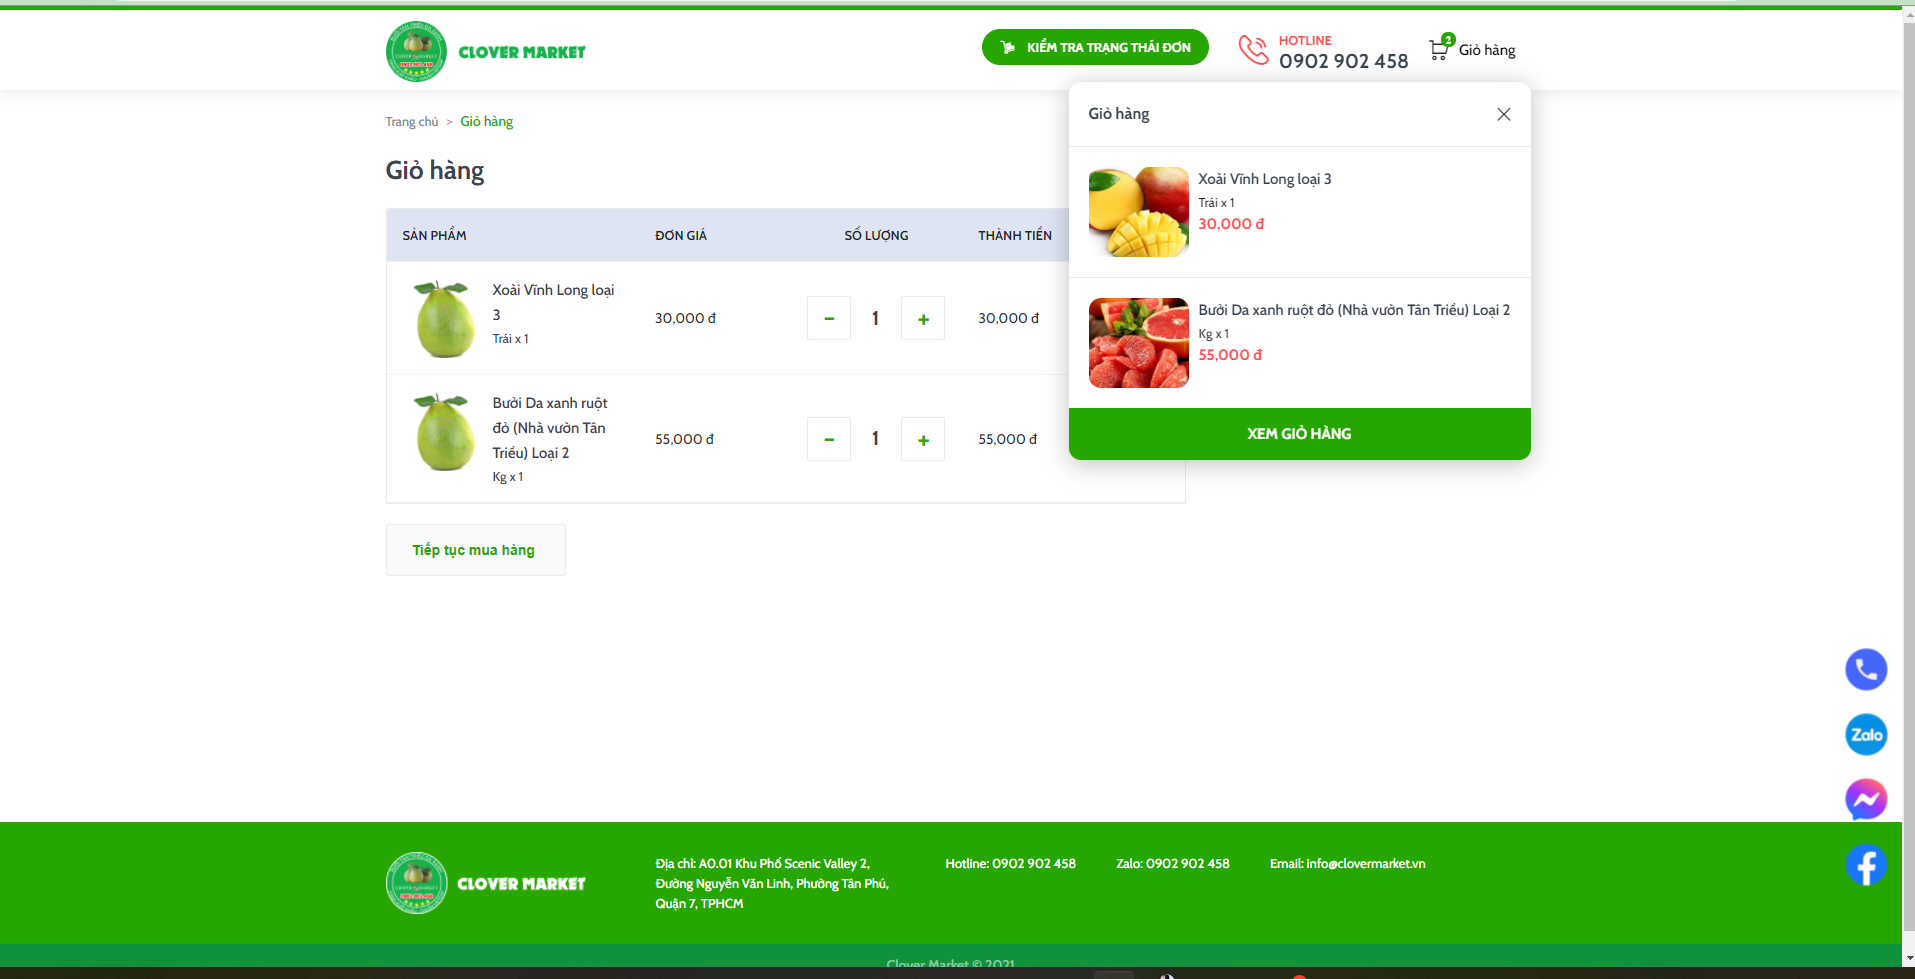 CLOVER MARKET
KIỂM TRA TRẠNG THÁI ĐƠN
HOTLINE
0902 902 458
2
Giỏ hàng
Trang chủ > Giỏ hàng
Giỏ hàng
SẢN PHẨM ĐƠN GIÁ SỐ LƯỢNG THÀNH TIỀN
Xoài Vĩnh Long loại
3
Trái x 1
30,000 đ
- 1 +
30,000 đ
Bưởi Da xanh ruột
đỏ (Nhà vườn Tân
Triều) Loại 2
Kg x 1
55,000 đ
- 1 +
55,000 đ
Tiếp tục mua hàng
Giỏ hàng
Xoài Vĩnh Long loại 3
Trái x 1
30,000 đ
Bưởi Da xanh ruột đỏ (Nhà vườn Tân Triều) Loại 2
Kg x 1
55,000 đ
XEM GIỎ HÀNG
Zalo
CLOVER MARKET
Địa chỉ: A0.01 Khu Phố Scenic Valley 2,
Đường Nguyễn Văn Linh, Phường Tân Phú,
Quận 7, TPHCM
Hotline: 0902 902 458
Zalo: 0902 902 458
Email: info@clovermarket.vn
Clover Market © 2021